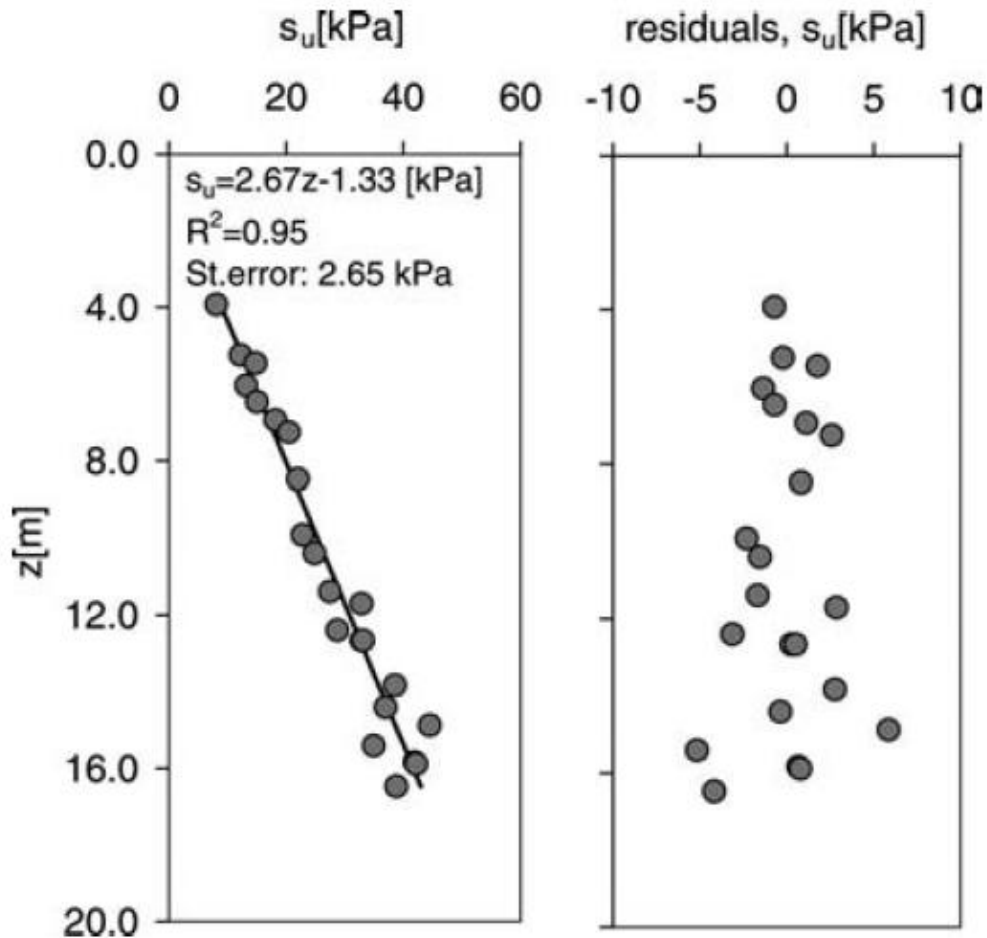 s_u[kPa]
0 20 40 60
0.0
s_u=2.67z-1.33 [kPa]
R²=0.95
St.error: 2.65 kPa
4.0
8.0
z[m]
12.0
16.0
20.0
residuals, s_u[kPa]
-10 -5 0 5 10